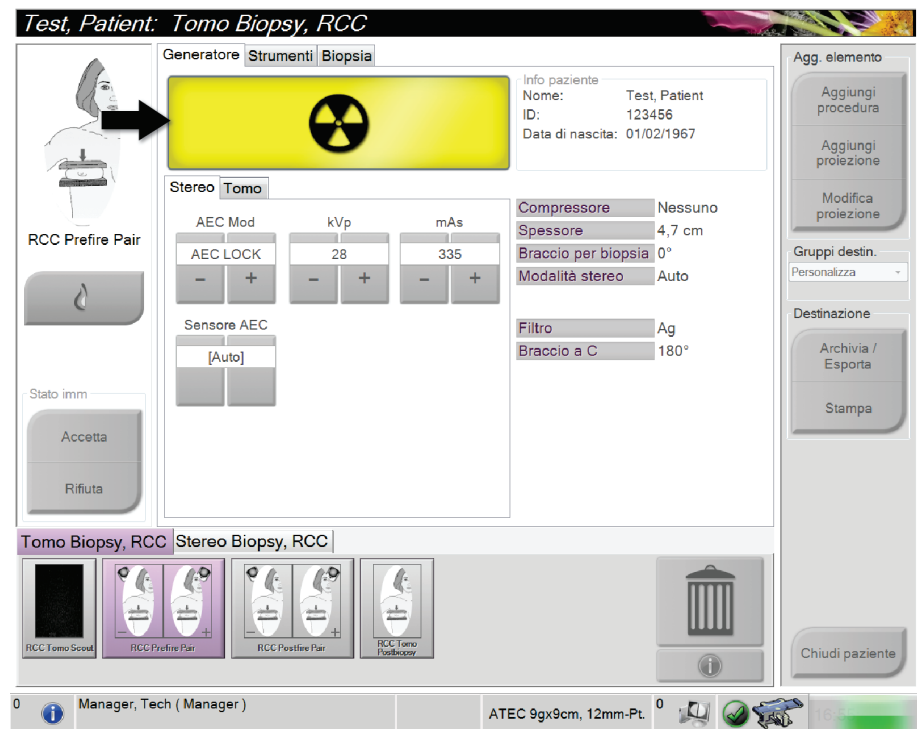 Test, Patient: Tomo Biopsy, RCC
Generatore Strumenti Biopsia
Info paziente
Nome: Test, Patient
ID: 123456
Data di nascita: 01/02/1967
RCC Prefire Pair
Stereo Tomo
AEC Mod kVp mAs
AEC LOCK 28 335
- + - + - +
Sensore AEC
[Auto]
Compressore Nessuno
Spessore 4,7 cm
Braccio per biopsia 0°
Modalità stereo Auto
Filtro Ag
Braccio a C 180°
Stato imm
Accetta
Rifiuta
Agg. elemento
Aggiungi
procedura
Aggiungi
proiezione
Modifica
proiezione
Gruppi destin.
Personalizza
Destinazione
Archivia /
Esporta
Stampa
Chiudi paziente
Tomo Biopsy, RCC Stereo Biopsy, RCC
RCC Tomo Scout
- +
RCC Prefire Pair
- +
RCC Postfire Pair
RCC Tomo
Postbiopsy
0 Manager, Tech ( Manager ) ATEC 9gx9cm, 12mm-Pt. 0